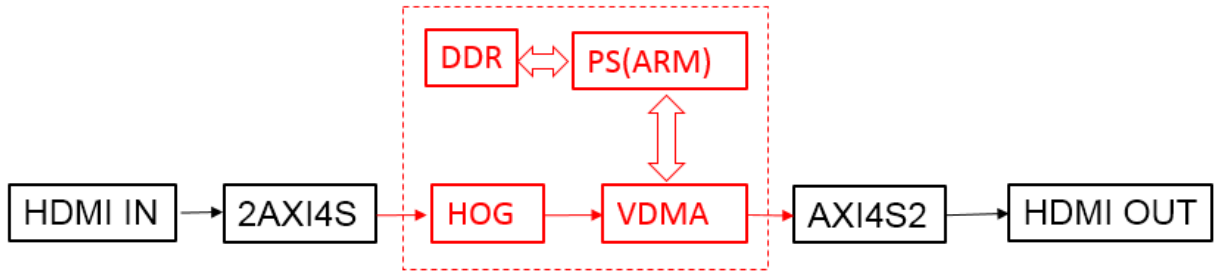 DDR
PS(ARM)
HDMI IN
2AXI4S
HOG
VDMA
AXI4S2
HDMI OUT